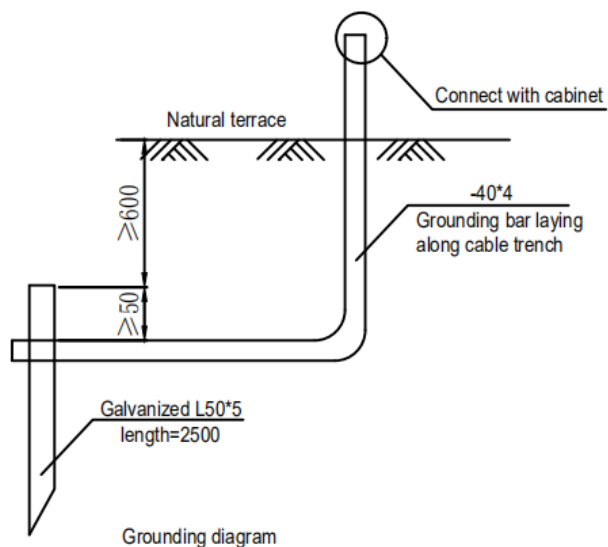 Connect with cabinet
Natural terrace
-40*4
Grounding bar laying
along cable trench
≥600
≥50
Galvanized L50*5
length=2500
Grounding diagram